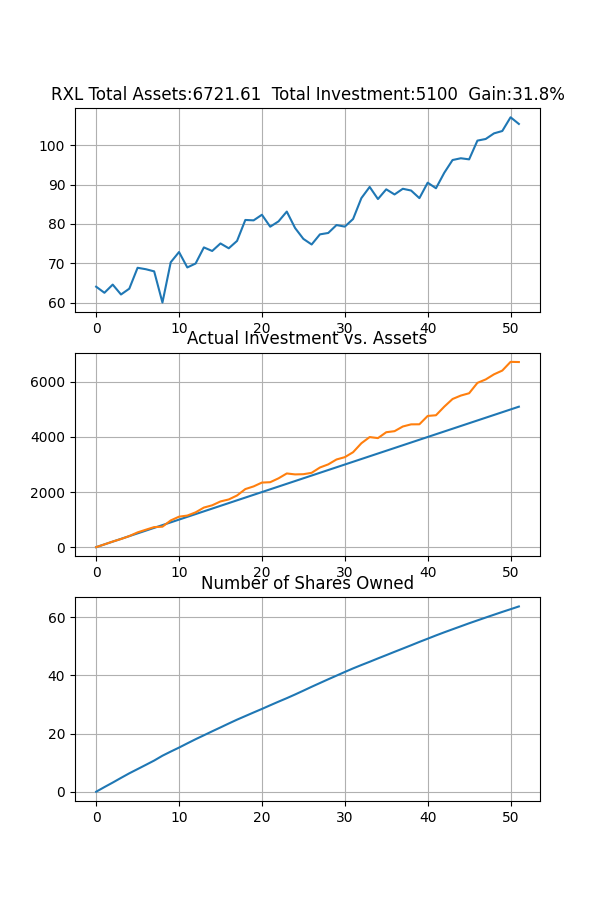 RXL Total Assets:6721.61  Total Investment:5100  Gain:31.8%
100
90
80
70
60
0 10 20 30 40 50
Actual Investment vs. Assets
6000
4000
2000
0
0 10 20 30 40 50
Number of Shares Owned
60
40
20
0
0 10 20 30 40 50